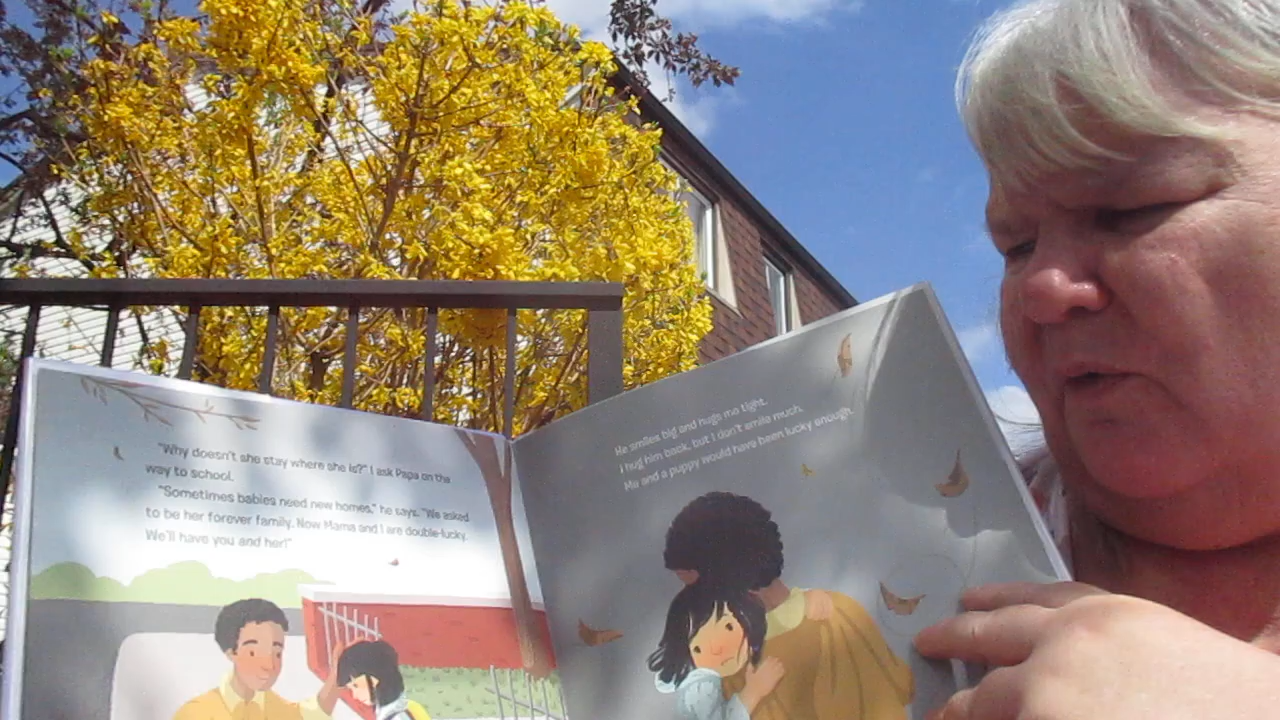 "Why doesn't she stay where she is?" I ask Papa on the
way to school.
"Sometimes babies need new homes," he says. "We asked
to be her forever family. Now Mama and I are double-lucky.
We'll have you and her!"
He smiles big and hugs me tight.
I hug him back, but I don't smile much.
Me and a puppy would have been lucky enough.